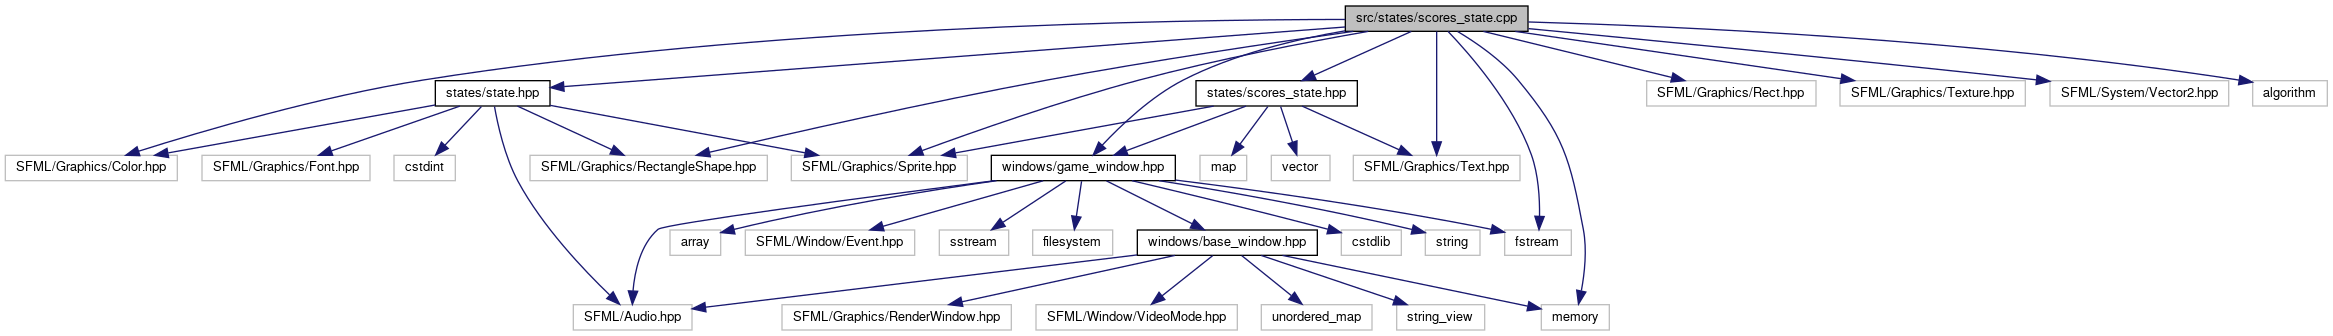 src/states/scores_state.cpp
states/state.hpp
states/scores_state.hpp
SFML/Graphics/Rect.hpp
SFML/Graphics/Texture.hpp
SFML/System/Vector2.hpp
algorithm
SFML/Graphics/Color.hpp
SFML/Graphics/Font.hpp
cstdint
SFML/Graphics/RectangleShape.hpp
SFML/Graphics/Sprite.hpp
windows/game_window.hpp
map
vector
SFML/Graphics/Text.hpp
array
SFML/Window/Event.hpp
sstream
filesystem
windows/base_window.hpp
cstdlib
string
fstream
SFML/Audio.hpp
SFML/Graphics/RenderWindow.hpp
SFML/Window/VideoMode.hpp
unordered_map
string_view
memory